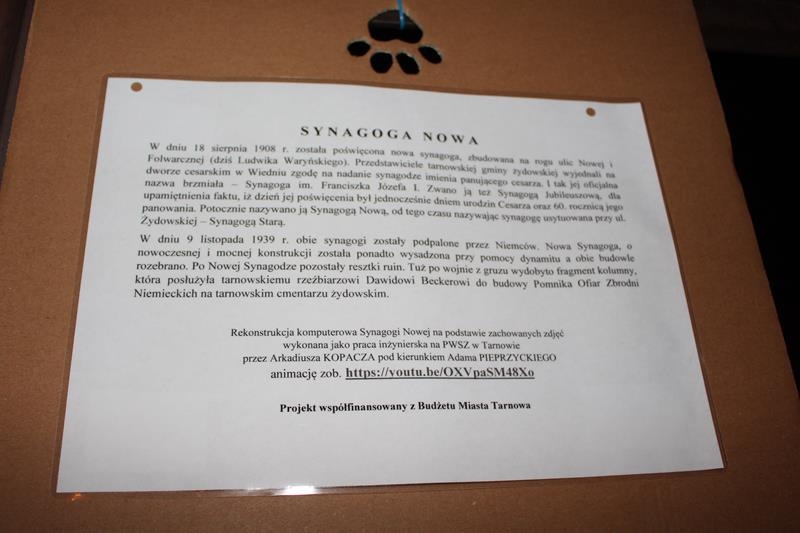 SYNAGOGA NOWA
W dniu 18 sierpnia 1908 r. została poświęcona nowa synagoga, zbudowana na rogu ulic Nowej i
Folwarcznej (dziś Ludwika Waryńskiego). Przedstawiciele tarnowskiej gminy żydowskiej wyjednali na
dworze cesarskim w Wiedniu zgodę na nadanie synagodze imienia panującego cesarza. I tak jej oficjalna
nazwa brzmiała – Synagoga im. Franciszka Józefa I. Zwano ją też Synagogą Jubileuszową, dla
upamiętnienia faktu, iż dzień jej poświęcenia był jednocześnie dniem urodzin Cesarza oraz 60. rocznicą jego
panowania. Potocznie nazywano ją Synagogą Nową, od tego czasu nazywając synagogę usytuowaną przy ul.
Żydowskiej – Synagogą Starą.
W dniu 9 listopada 1939 r. obie synagogi zostały podpalone przez Niemców. Nowa Synagoga, o
nowoczesnej i mocnej konstrukcji została ponadto wysadzona przy pomocy dynamitu a obie budowle
rozebrano. Po Nowej Synagodze pozostały resztki ruin. Tuż po wojnie z gruzu wydobyto fragment kolumny,
która posłużyła tarnowskiemu rzeźbiarzowi Dawidowi Beckerowi do budowy Pomnika Ofiar Zbrodni
Niemieckich na tarnowskim cmentarzu żydowskim.
Rekonstrukcja komputerowa Synagogi Nowej na podstawie zachowanych zdjęć
wykonana jako praca inżynierska na PWSZ w Tarnowie
przez Arkadiusza KOPACZA pod kierunkiem Adama PIEPRZYCKIEGO
animację zob. https://youtu.be/OXVpaSM48Xo
Projekt współfinansowany z Budżetu Miasta Tarnowa